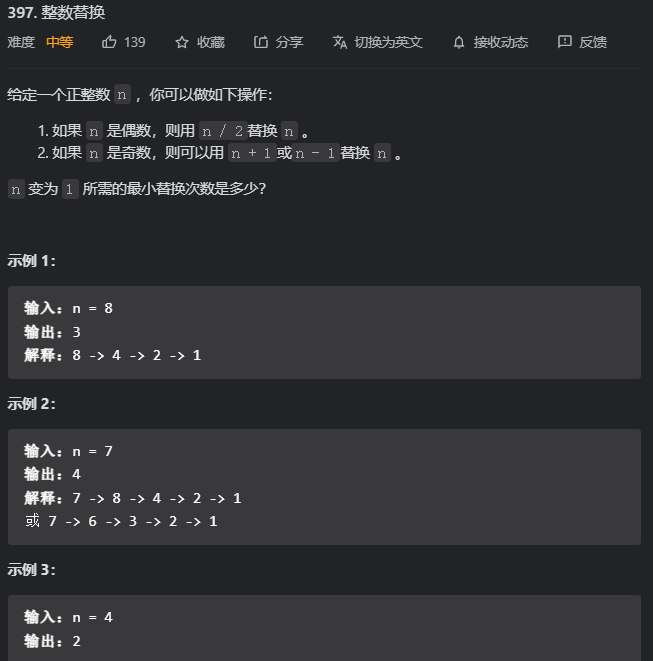 397. 整数替换
难度 中等 139 收藏 分享 切换为英文 接收动态 反馈
给定一个正整数 n ，你可以做如下操作：
1. 如果 n 是偶数，则用 n / 2替换 n 。
2. 如果 n 是奇数，则可以用 n + 1或n - 1替换 n 。
n 变为 1 所需的最小替换次数是多少？
示例 1：
输入：n = 8
输出：3
解释：8 -> 4 -> 2 -> 1
示例 2：
输入：n = 7
输出：4
解释：7 -> 8 -> 4 -> 2 -> 1
或 7 -> 6 -> 3 -> 2 -> 1
示例 3：
输入：n = 4
输出：2